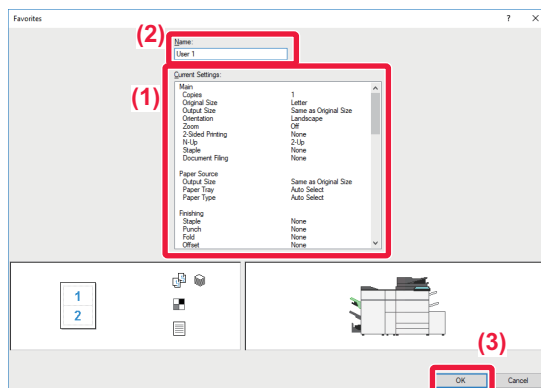 Favorites
? ×
(2)
Name:
User 1
(1)
Current Settings:
Main
Copies 1
Original Size Letter
Output Size Same as Original Size
Orientation Landscape
Zoom Off
2-Sided Printing None
N-Up 2-Up
Staple None
Document Filing None
Paper Source
Output Size Same as Original Size
Paper Tray Auto Select
Paper Type Auto Select
Finishing
Staple None
Punch None
Fold None
Offset None
1
2
(3)
OK Cancel